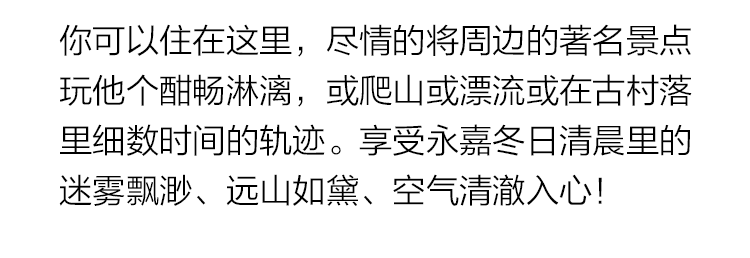 你可以住在这里，尽情的将周边的著名景点
玩他个酣畅淋漓，或爬山或漂流或在古村落
里细数时间的轨迹。享受永嘉冬日清晨里的
迷雾飘渺、远山如黛、空气清澈入心！